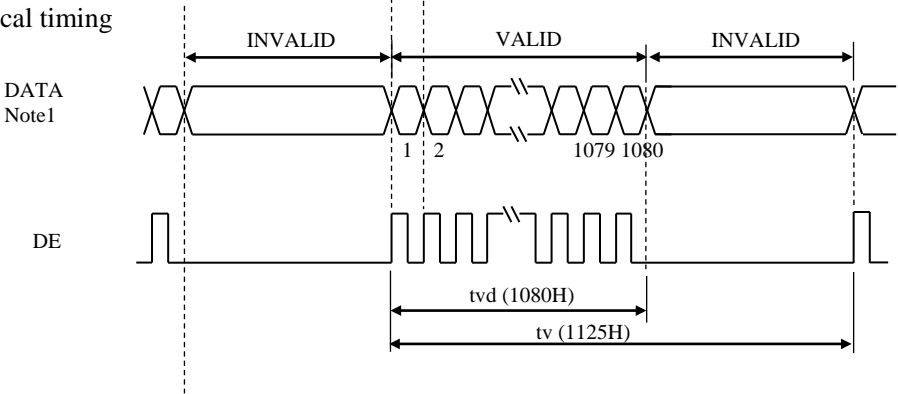 cal timing
INVALID VALID INVALID
DATA
Note1
1 2 1079 1080
DE
tvd (1080H)
tv (1125H)